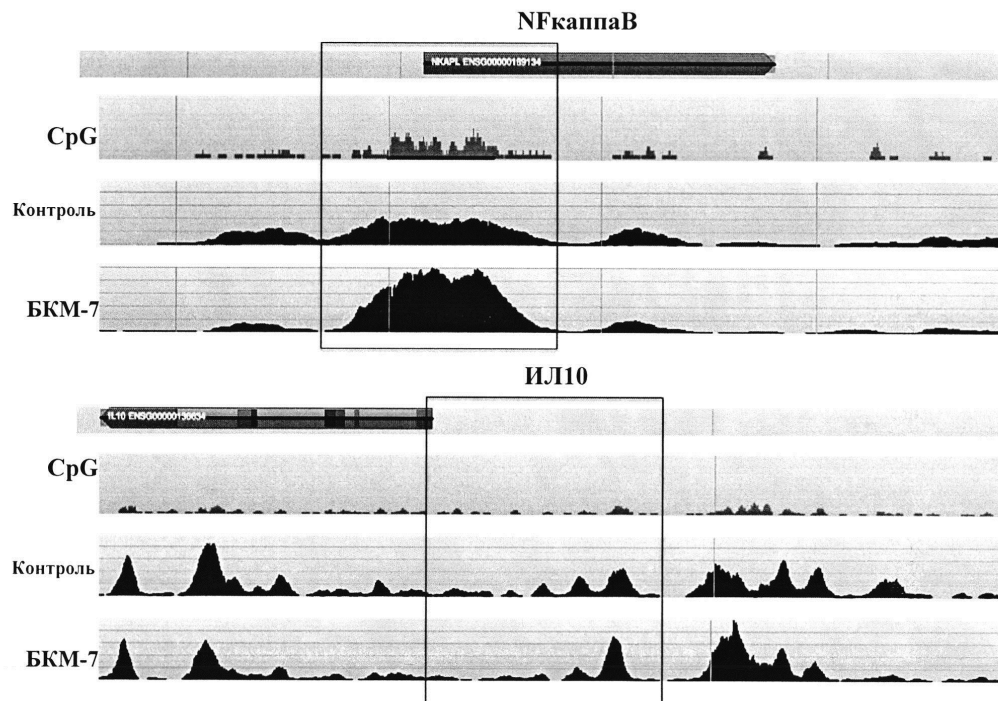 NFкаппаB
NKAPL ENSG00000189134
CpG
Контроль
БКМ-7
ИЛ10
IL10 ENSG00000136634
CpG
Контроль
БКМ-7